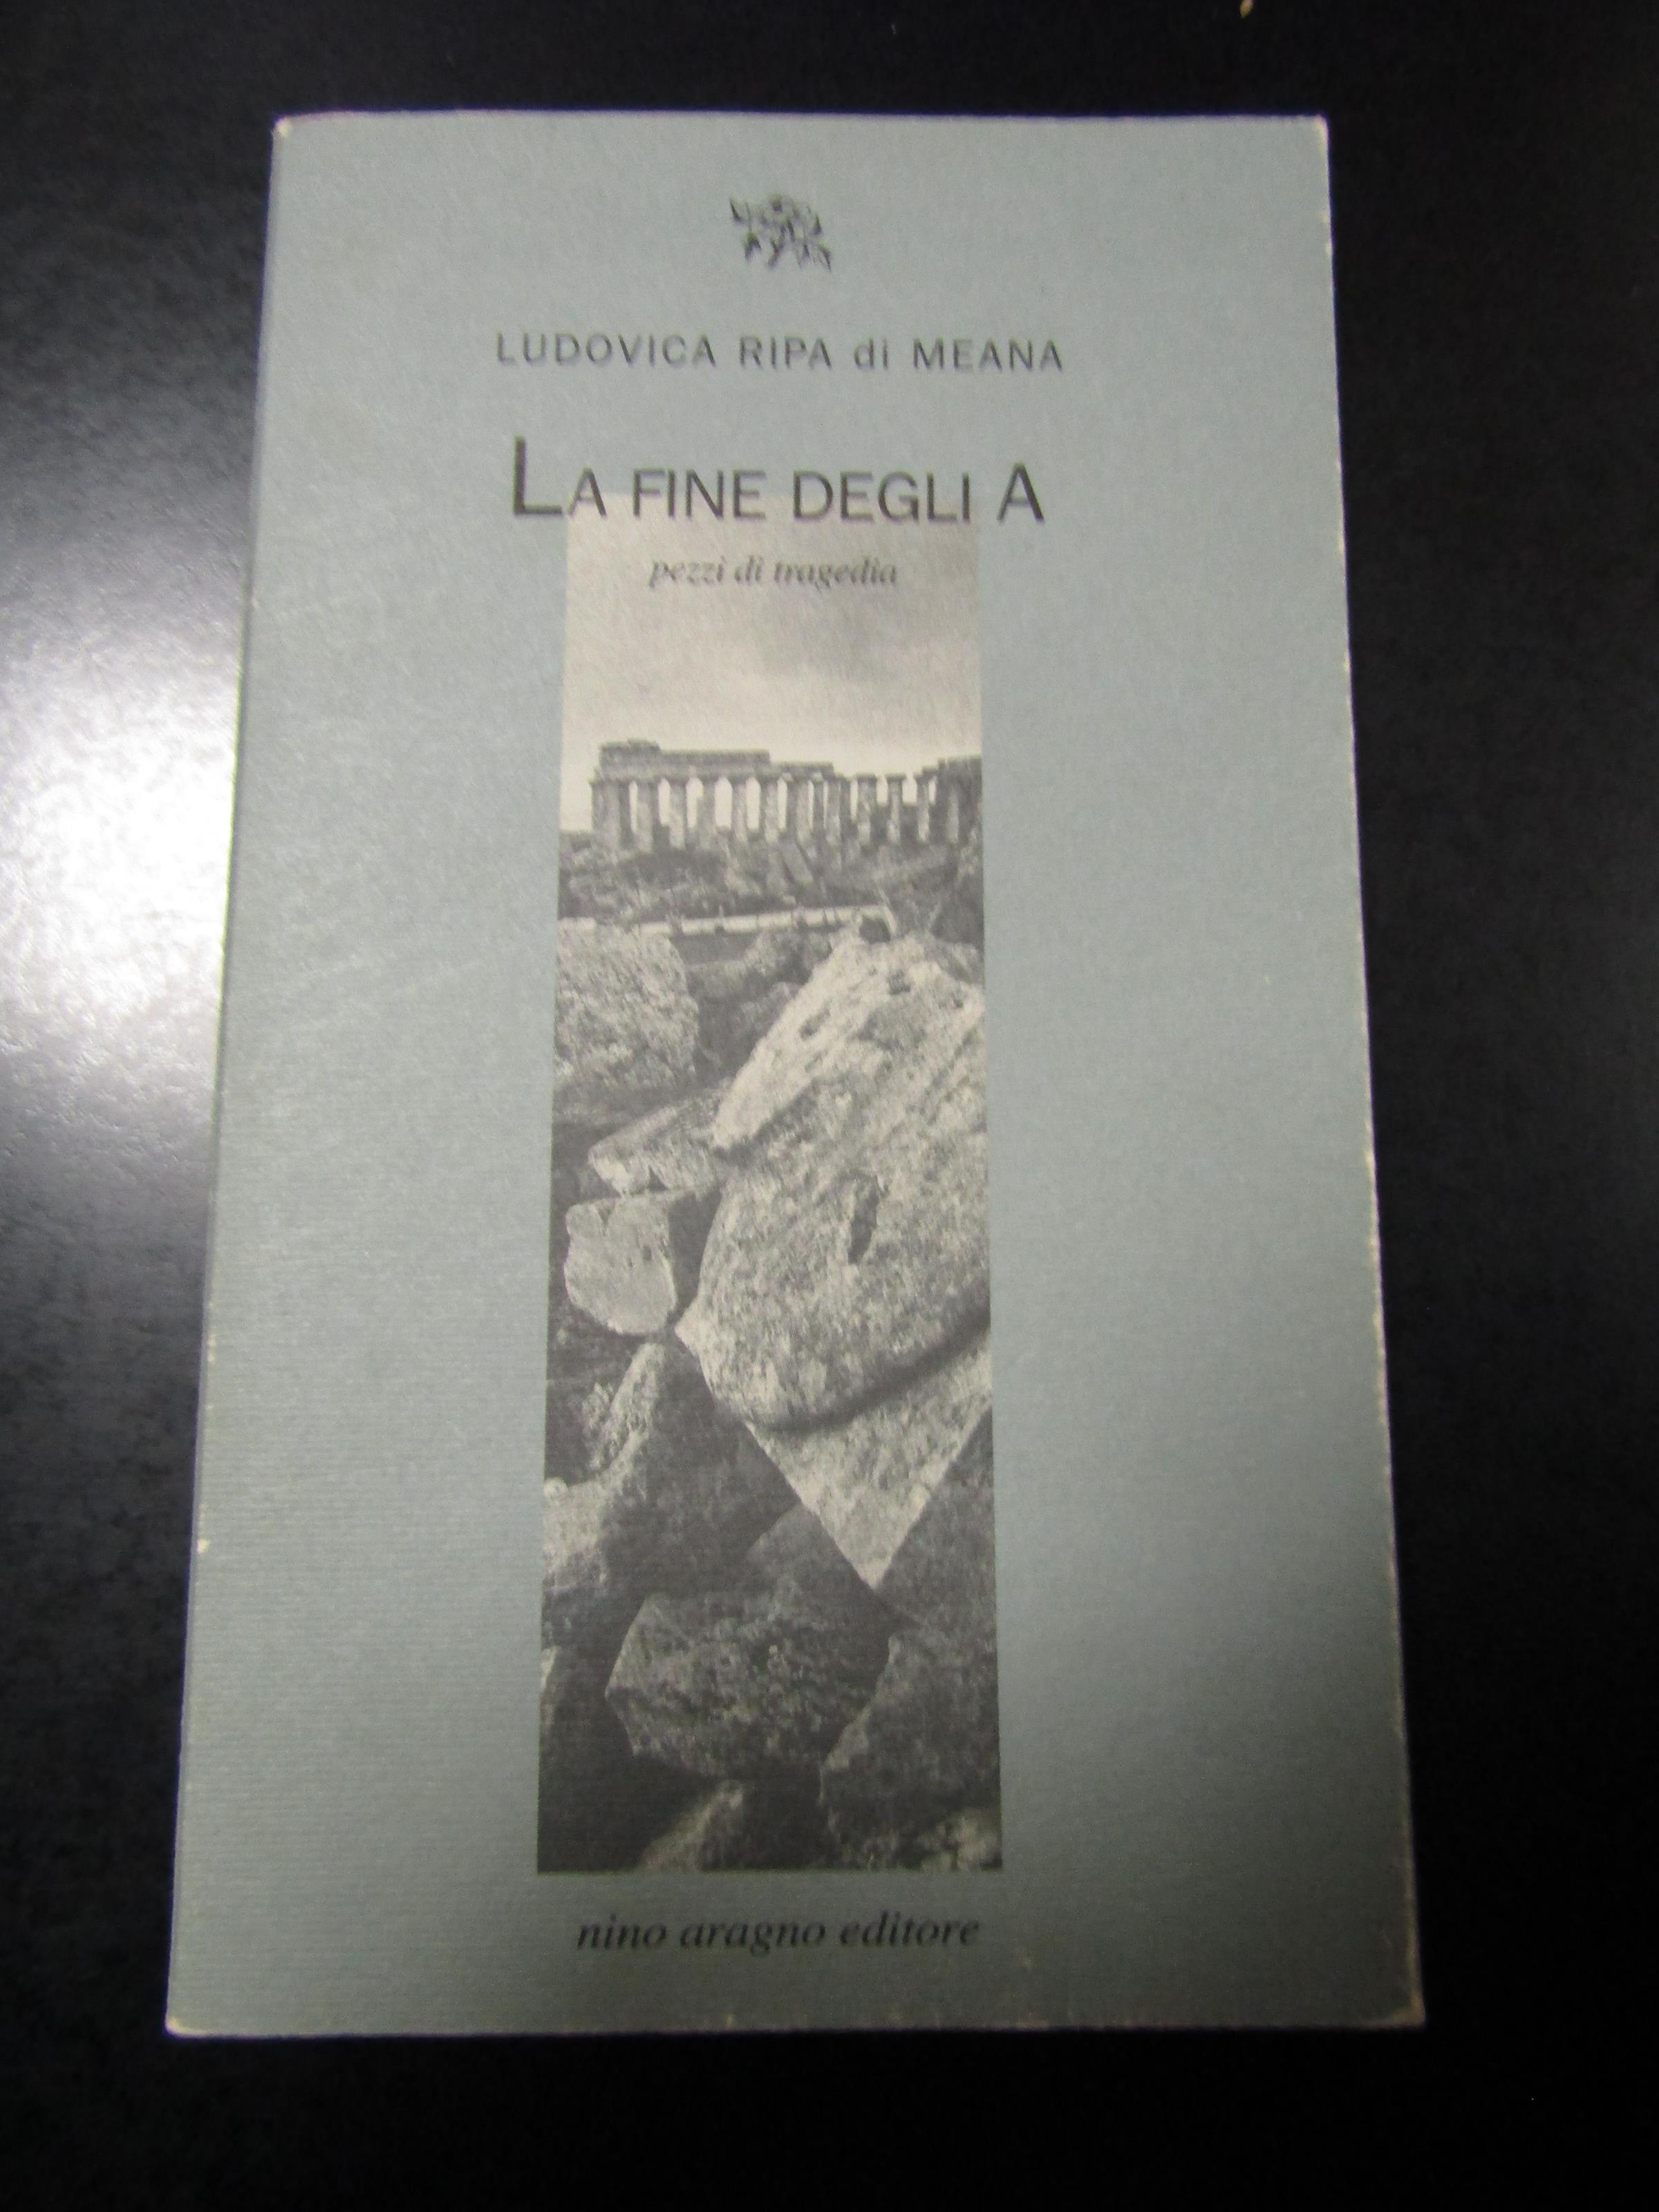 LUDOVICA RIPA di MEANA
LA FINE DEGLI A
pezzi di tragedia
nino aragno editore